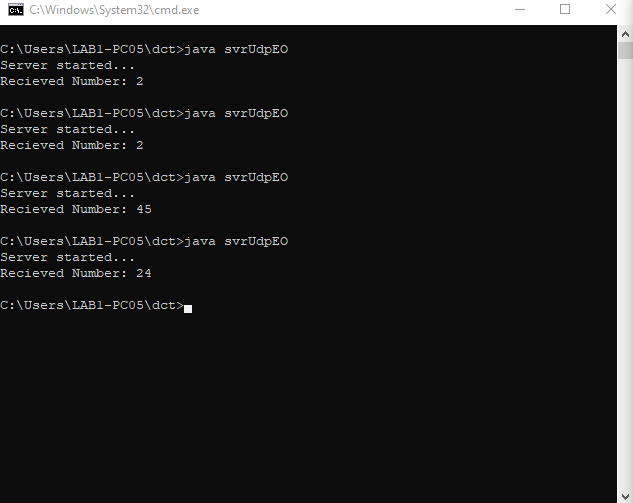 C:\Windows\System32\cmd.exe
C:\Users\LAB1-PC05\dct>java svrUdpEO
Server started...
Recieved Number: 2
C:\Users\LAB1-PC05\dct>java svrUdpEO
Server started...
Recieved Number: 2
C:\Users\LAB1-PC05\dct>java svrUdpEO
Server started...
Recieved Number: 45
C:\Users\LAB1-PC05\dct>java svrUdpEO
Server started...
Recieved Number: 24
C:\Users\LAB1-PC05\dct>